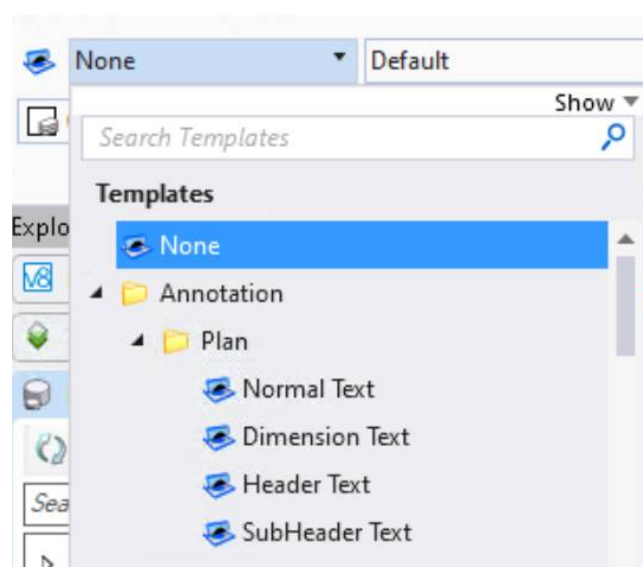 None
Default
Show
Search Templates
Templates
Explo
None
V8
Annotation
Plan
Normal Text
Dimension Text
Header Text
Sea
SubHeader Text